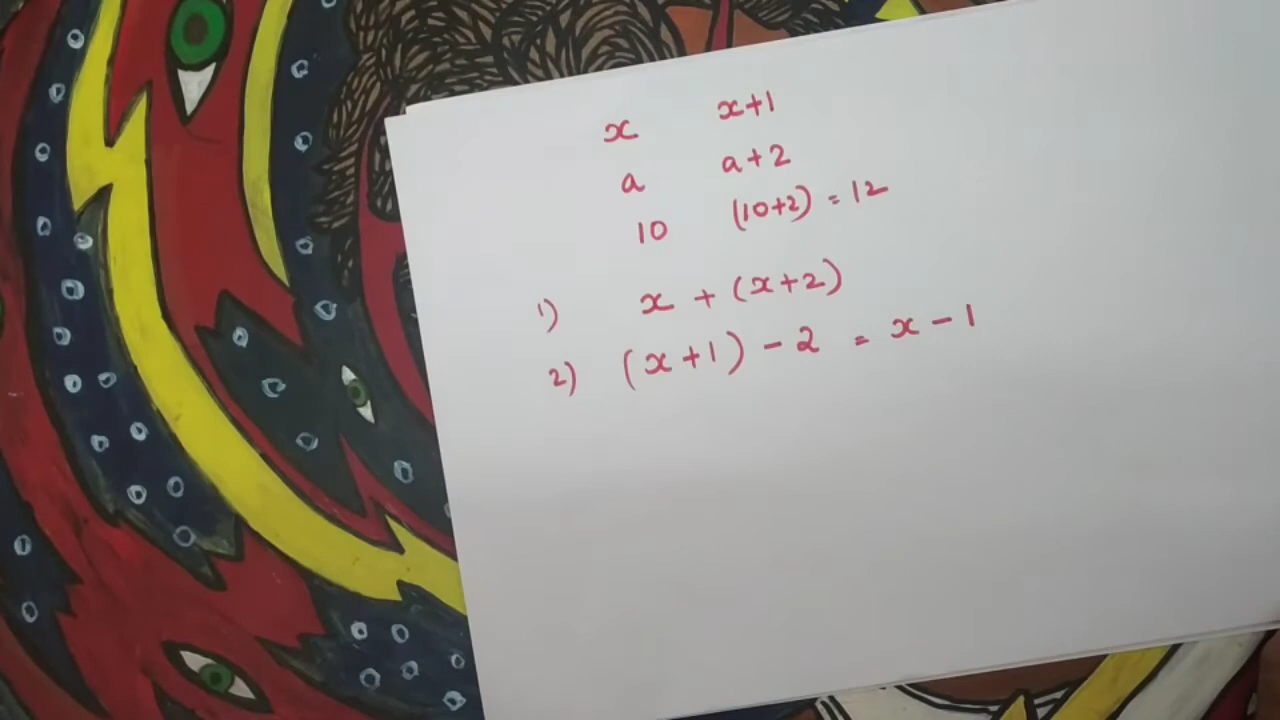 x x+1
a a+2
10 (10+2) = 12
1) x + (x+2)
2) (x+1) - 2 = x - 1